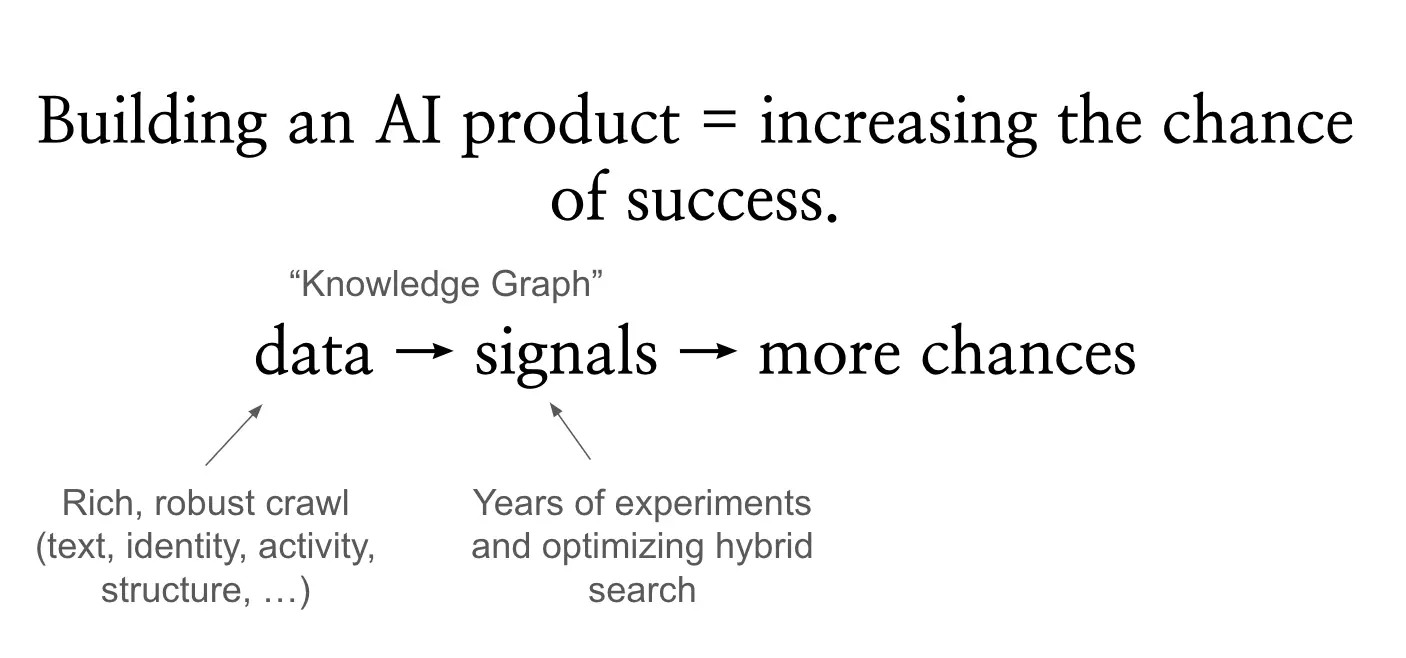 Building an AI product = increasing the chance
of success.
“Knowledge Graph”
data → signals → more chances
Rich, robust crawl
(text, identity, activity,
structure, …)
Years of experiments
and optimizing hybrid
search